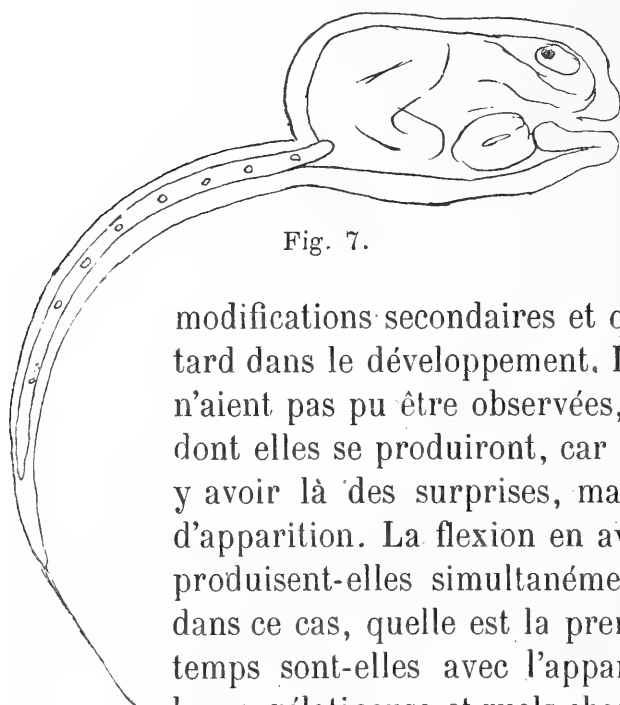 Fig. 7.
modifications secondaires et
tard dans le développement.
n'aient pas pu être observées,
dont elles se produiront, car
y avoir là des surprises,
d'apparition. La flexion en
produisent-elles
dans ce cas, quelle est la
temps sont-elles avec